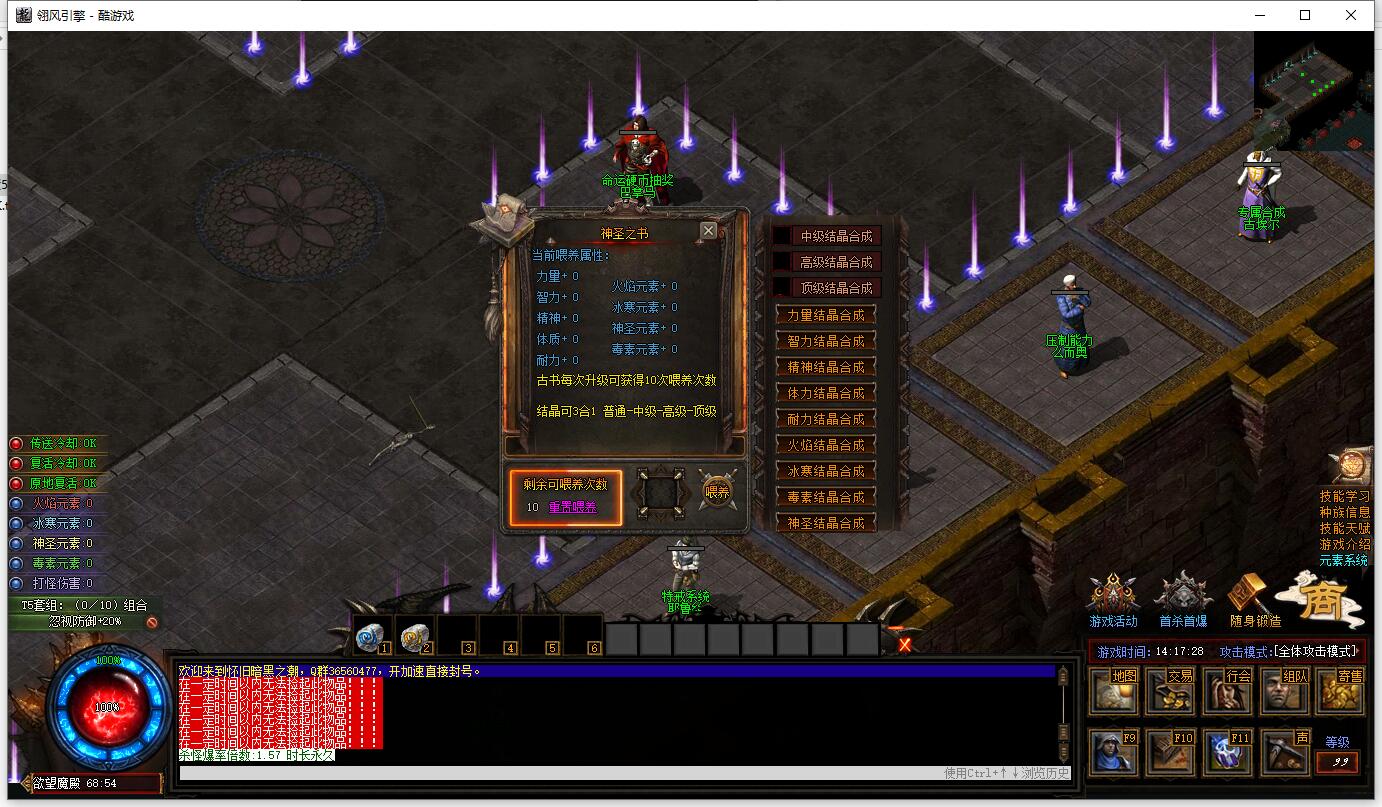 翎风引擎 - 酷游戏
命运硬币抽奖
巴拿马
专属合成
古埃尔
压制能力
公而奥
神圣之书
当前喂养属性:
力量+ 0
智力+ 0
精神+ 0
体质+ 0
耐力+ 0
火焰元素+ 0
冰寒元素+ 0
神圣元素+ 0
毒素元素+ 0
古书每次升级可获得10次喂养次数
结晶可3合1 普通-中级-高级-顶级
剩余可喂养次数
10 重置喂养
喂养
中级结晶合成
高级结晶合成
顶级结晶合成
力量结晶合成
智力结晶合成
精神结晶合成
体力结晶合成
耐力结晶合成
火焰结晶合成
冰寒结晶合成
毒素结晶合成
神圣结晶合成
特戒系统
耶鲁丝
传送冷却:OK
复活冷却:OK
原地复活:OK
火焰元素:0
冰寒元素:0
神圣元素:0
毒素元素:0
打怪伤害:0
T5套组: (0/10) 组合
忽视防御+20%
技能学习
种族信息
技能天赋
游戏介绍
元素系统
游戏活动
首杀首爆
随身锻造
商
1
2
3
4
5
6
游戏时间: 14:17:28
攻击模式:[全体攻击模式]
地图
交易
行会
组队
寄售
F9
F10
F11
声
等级
99
100%
100%
欲望魔殿 68:54
欢迎来到怀旧暗黑之潮,Q群36560477,开加速直接封号。
在一定时间以内无法捡起此物品!!!
在一定时间以内无法捡起此物品!!!
在一定时间以内无法捡起此物品!!!
在一定时间以内无法捡起此物品!!!
在一定时间以内无法捡起此物品!!!
在一定时间以内无法捡起此物品!!!
杀怪爆率倍数:1.57 时长永久
使用Ctrl+↑↓浏览历史